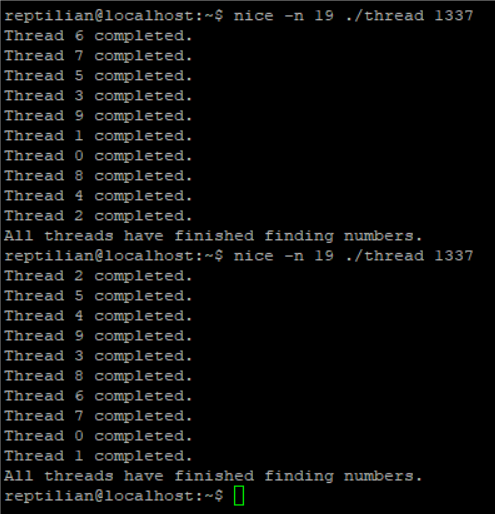 reptilian@localhost:~$ nice -n 19 ./thread 1337
Thread 6 completed.
Thread 7 completed.
Thread 5 completed.
Thread 3 completed.
Thread 9 completed.
Thread 1 completed.
Thread 0 completed.
Thread 8 completed.
Thread 4 completed.
Thread 2 completed.
All threads have finished finding numbers.
reptilian@localhost:~$ nice -n 19 ./thread 1337
Thread 2 completed.
Thread 5 completed.
Thread 4 completed.
Thread 9 completed.
Thread 3 completed.
Thread 8 completed.
Thread 6 completed.
Thread 7 completed.
Thread 0 completed.
Thread 1 completed.
All threads have finished finding numbers.
reptilian@localhost:~$